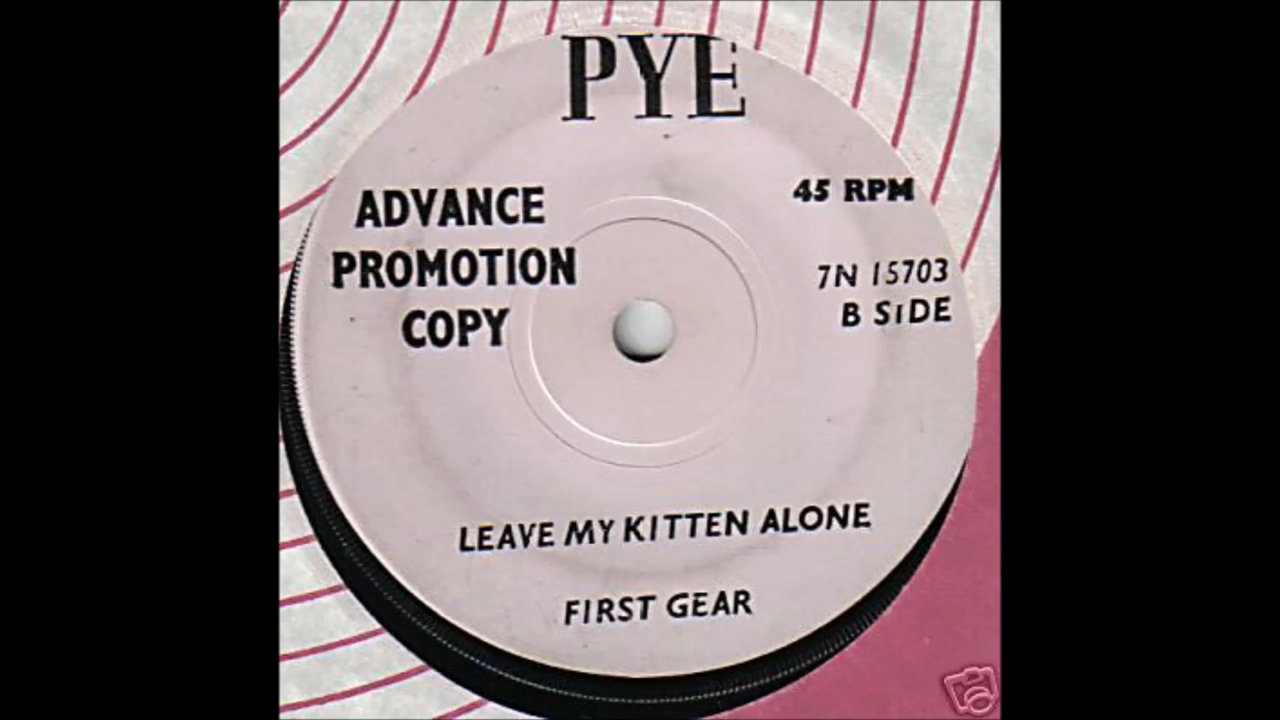 PYE
ADVANCE
PROMOTION
COPY
45 RPM
7N 15703
B SIDE
LEAVE MY KITTEN ALONE
FIRST GEAR